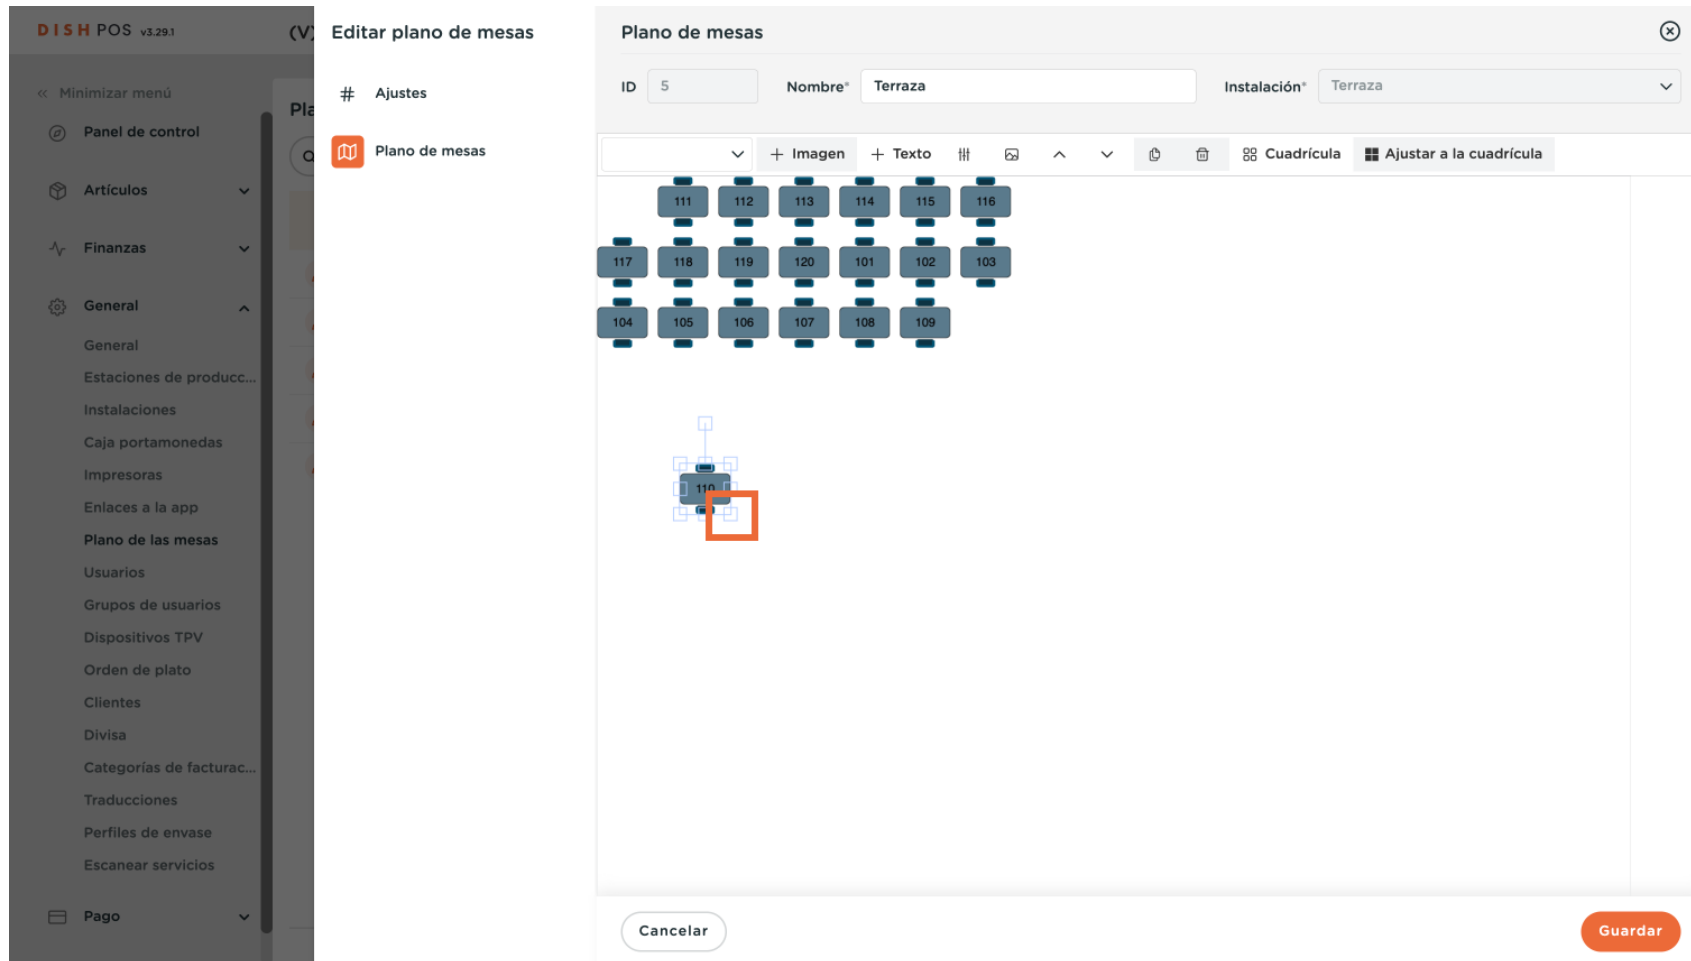 DISH POS v3.29.1
(V)
Minimizar menú
Panel de control
Artículos
Finanzas
General
General
Estaciones de producc...
Instalaciones
Caja portamonedas
Impresoras
Enlaces a la app
Plano de las mesas
Usuarios
Grupos de usuarios
Dispositivos TPV
Orden de plato
Clientes
Divisa
Categorías de facturac...
Traducciones
Perfiles de envase
Escanear servicios
Pago
Pla
Editar plano de mesas
Ajustes
Plano de mesas
Plano de mesas
ID 5 Nombre* Terraza Instalación* Terraza
+ Imagen + Texto Cuadrícula Ajustar a la cuadrícula
111 112 113 114 115 116
117 118 119 120 101 102 103
104 105 106 107 108 109
110
Cancelar Guardar